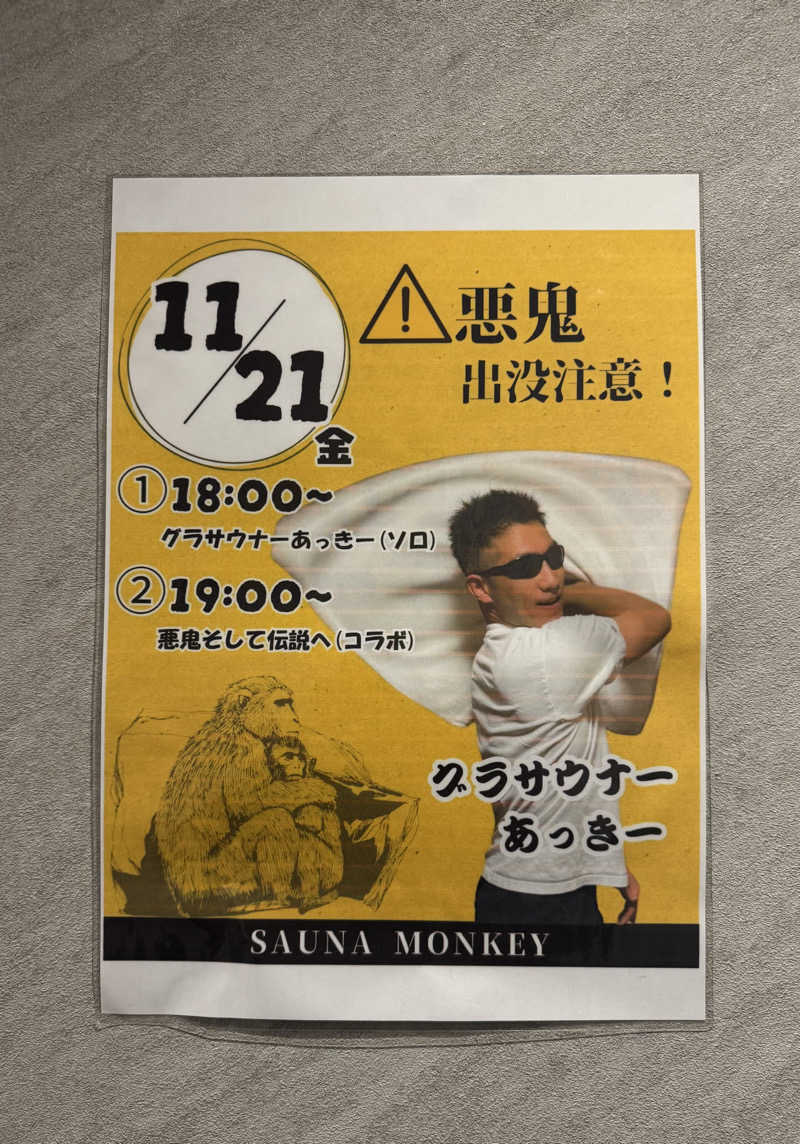 11/21
金
⚠悪鬼
出没注意！
①18:00~
グラサウナーあっきー(ソロ)
②19:00~
悪鬼そして伝説へ(コラボ)
グラサウナー
あっきー
SAUNA MONKEY